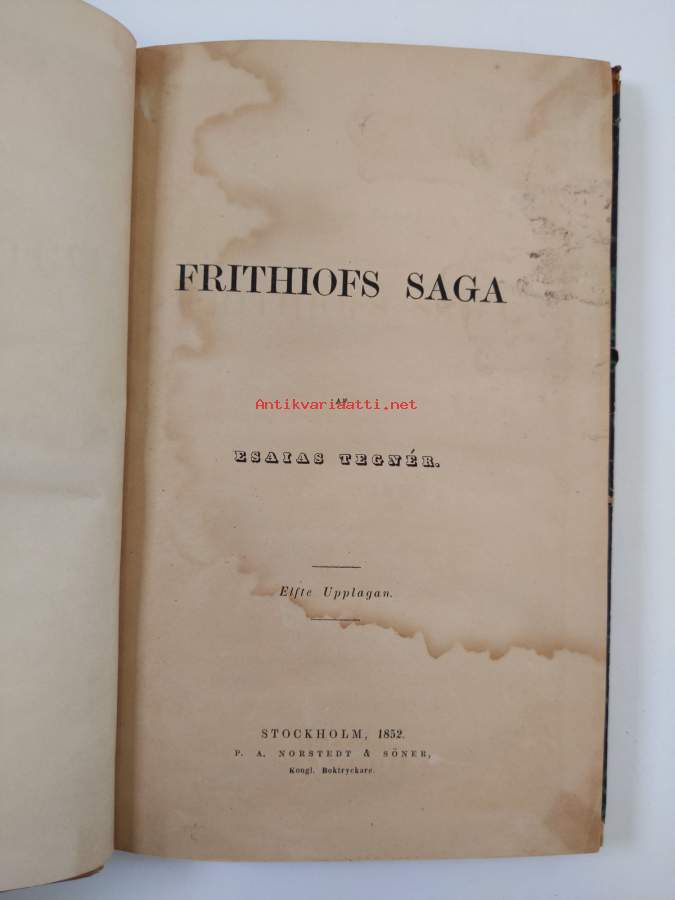 FRITHIOFS SAGA
AF
Antikvariaatti.net
ESAIAS TEGNÉR.
Elfte Upplagan.
STOCKHOLM, 1852.
P. A. NORSTEDT & SÖNER,
Kongl. Boktryckare.